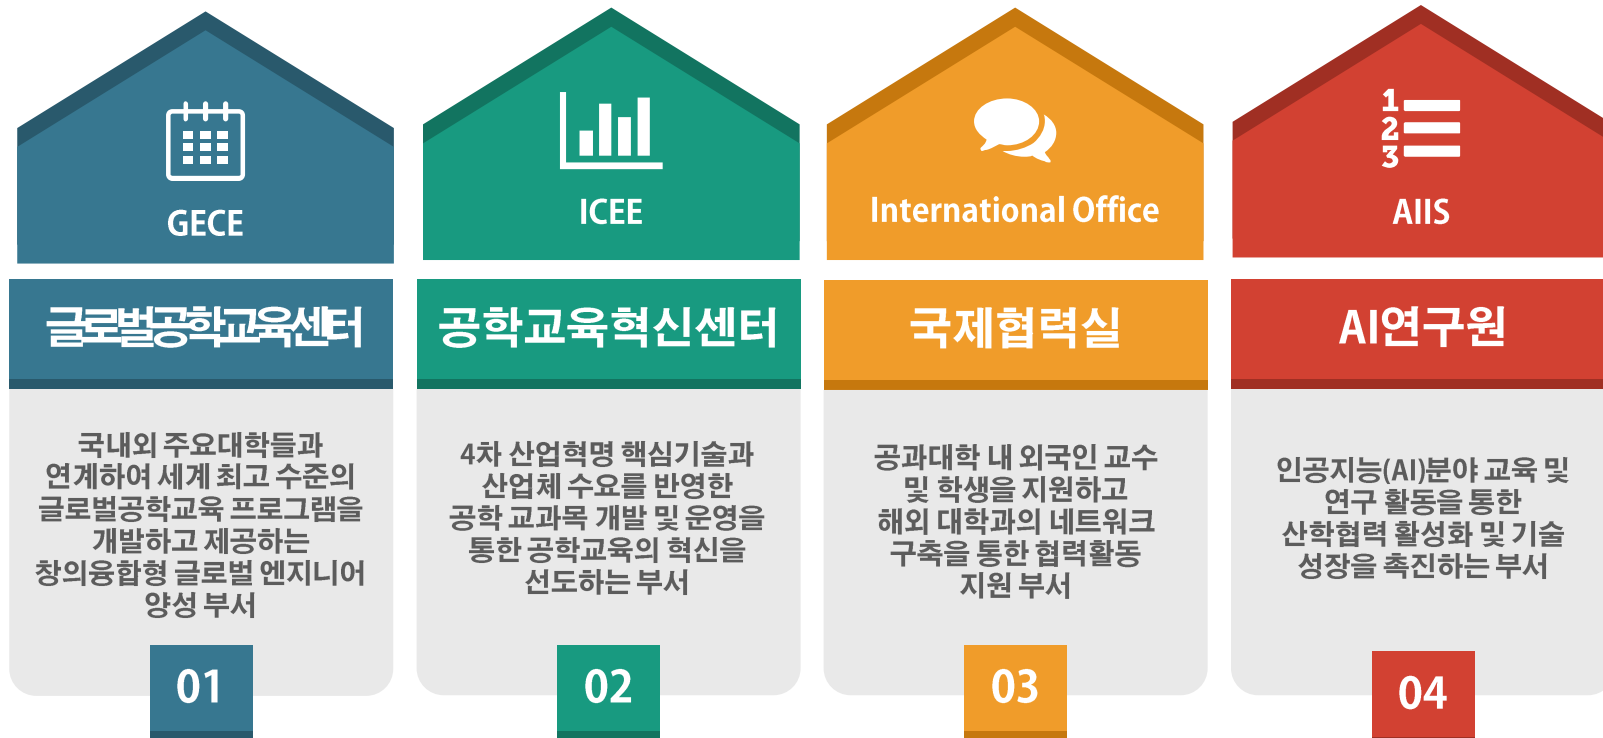 GECE
글로벌공학교육센터
국내외 주요대학들과
연계하여 세계 최고 수준의
글로벌공학교육 프로그램을
개발하고 제공하는
창의융합형 글로벌 엔지니어
양성 부서
01
ICEE
공학교육혁신센터
4차 산업혁명 핵심기술과
산업체 수요를 반영한
공학 교과목 개발 및 운영을
통한 공학교육의 혁신을
선도하는 부서
02
International Office
국제협력실
공과대학 내 외국인 교수
및 학생을 지원하고
해외 대학과의 네트워크
구축을 통한 협력활동
지원 부서
03
1
2
3
AIIS
AI연구원
인공지능(AI)분야 교육 및
연구 활동을 통한
산학협력 활성화 및 기술
성장을 촉진하는 부서
04